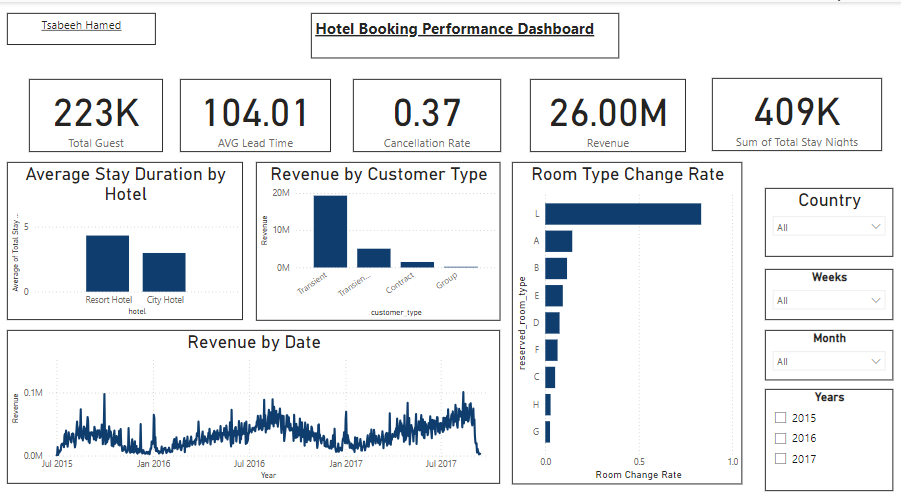 Tsabeeh Hamed
Hotel Booking Performance Dashboard
223K
Total Guest
104.01
AVG Lead Time
0.37
Cancellation Rate
26.00M
Revenue
409K
Sum of Total Stay Nights
Average Stay Duration by
Hotel
Average of Total Stay ...
5
0
Resort Hotel
City Hotel
hotel
Revenue by Customer Type
Revenue
20M
10M
0M
Transient
Transien...
Contract
Group
customer_type
Room Type Change Rate
reserved_room_type
L
A
B
E
D
F
C
H
G
0.0
0.5
1.0
Room Change Rate
Country
All
Weeks
All
Month
All
Years
2015
2016
2017
Revenue by Date
Revenue
0.1M
0.0M
Jul 2015
Jan 2016
Jul 2016
Jan 2017
Jul 2017
Year